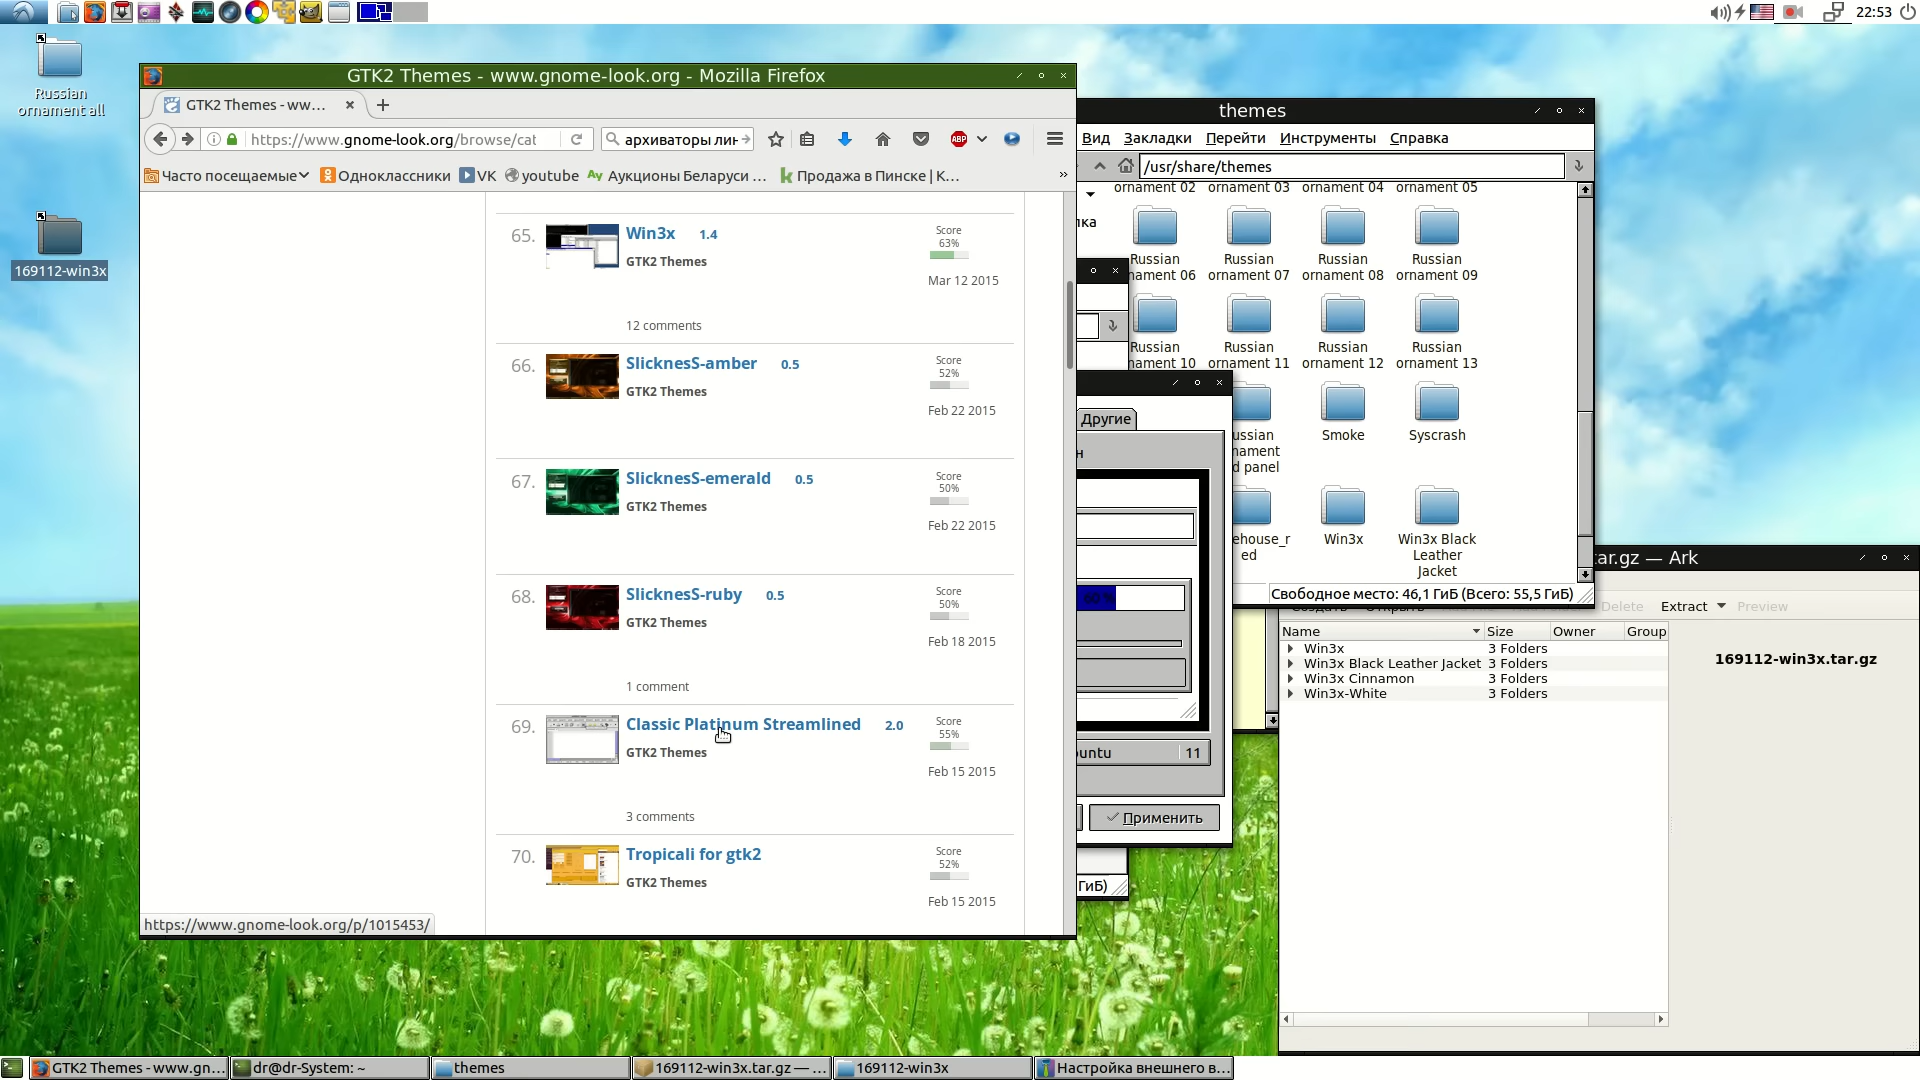 22:53
Russian
ornament all
169112-win3x
GTK2 Themes - www.gnome-look.org - Mozilla Firefox
GTK2 Themes - ww...
https://www.gnome-look.org/browse/cat
архиваторы лин
ABP
Часто посещаемые
Одноклассники
VK
youtube
Ay Аукционы Беларуси ...
Продажа в Пинске | К...
»
65.
Win3x 1.4
GTK2 Themes
Score
63%
Mar 12 2015
12 comments
66.
SlicknesS-amber 0.5
GTK2 Themes
Score
52%
Feb 22 2015
67.
SlicknesS-emerald 0.5
GTK2 Themes
Score
50%
Feb 22 2015
68.
SlicknesS-ruby 0.5
GTK2 Themes
Score
50%
Feb 18 2015
1 comment
69.
Classic Platinum Streamlined 2.0
GTK2 Themes
Score
55%
Feb 15 2015
3 comments
70.
Tropicali for gtk2
GTK2 Themes
Score
52%
Feb 15 2015
https://www.gnome-look.org/p/1015453/
themes
Вид Закладки Перейти Инструменты Справка
/usr/share/themes
ornament 02 ornament 03 ornament 04 ornament 05
Russian Russian Russian Russian
ornament 07 ornament 08 ornament 09
Russian Russian Russian Russian
ornament 11 ornament 12 ornament 13
Smoke Syscrash
d panel
Win3x
Win3x Black
Leather
Jacket
Свободное место: 46,1 ГиБ (Всего: 55,5 ГиБ)
Другие
60 %
11
Применить
ГиБ)
tar.gz — Ark
Delete Extract Preview
Name Size Owner Group
Win3x 3 Folders
Win3x Black Leather Jacket 3 Folders
Win3x Cinnamon 3 Folders
Win3x-White 3 Folders
169112-win3x.tar.gz
GTK2 Themes - www.gn...
dr@dr-System: ~
themes
169112-win3x.tar.gz — ...
169112-win3x
Настройка внешнего в...